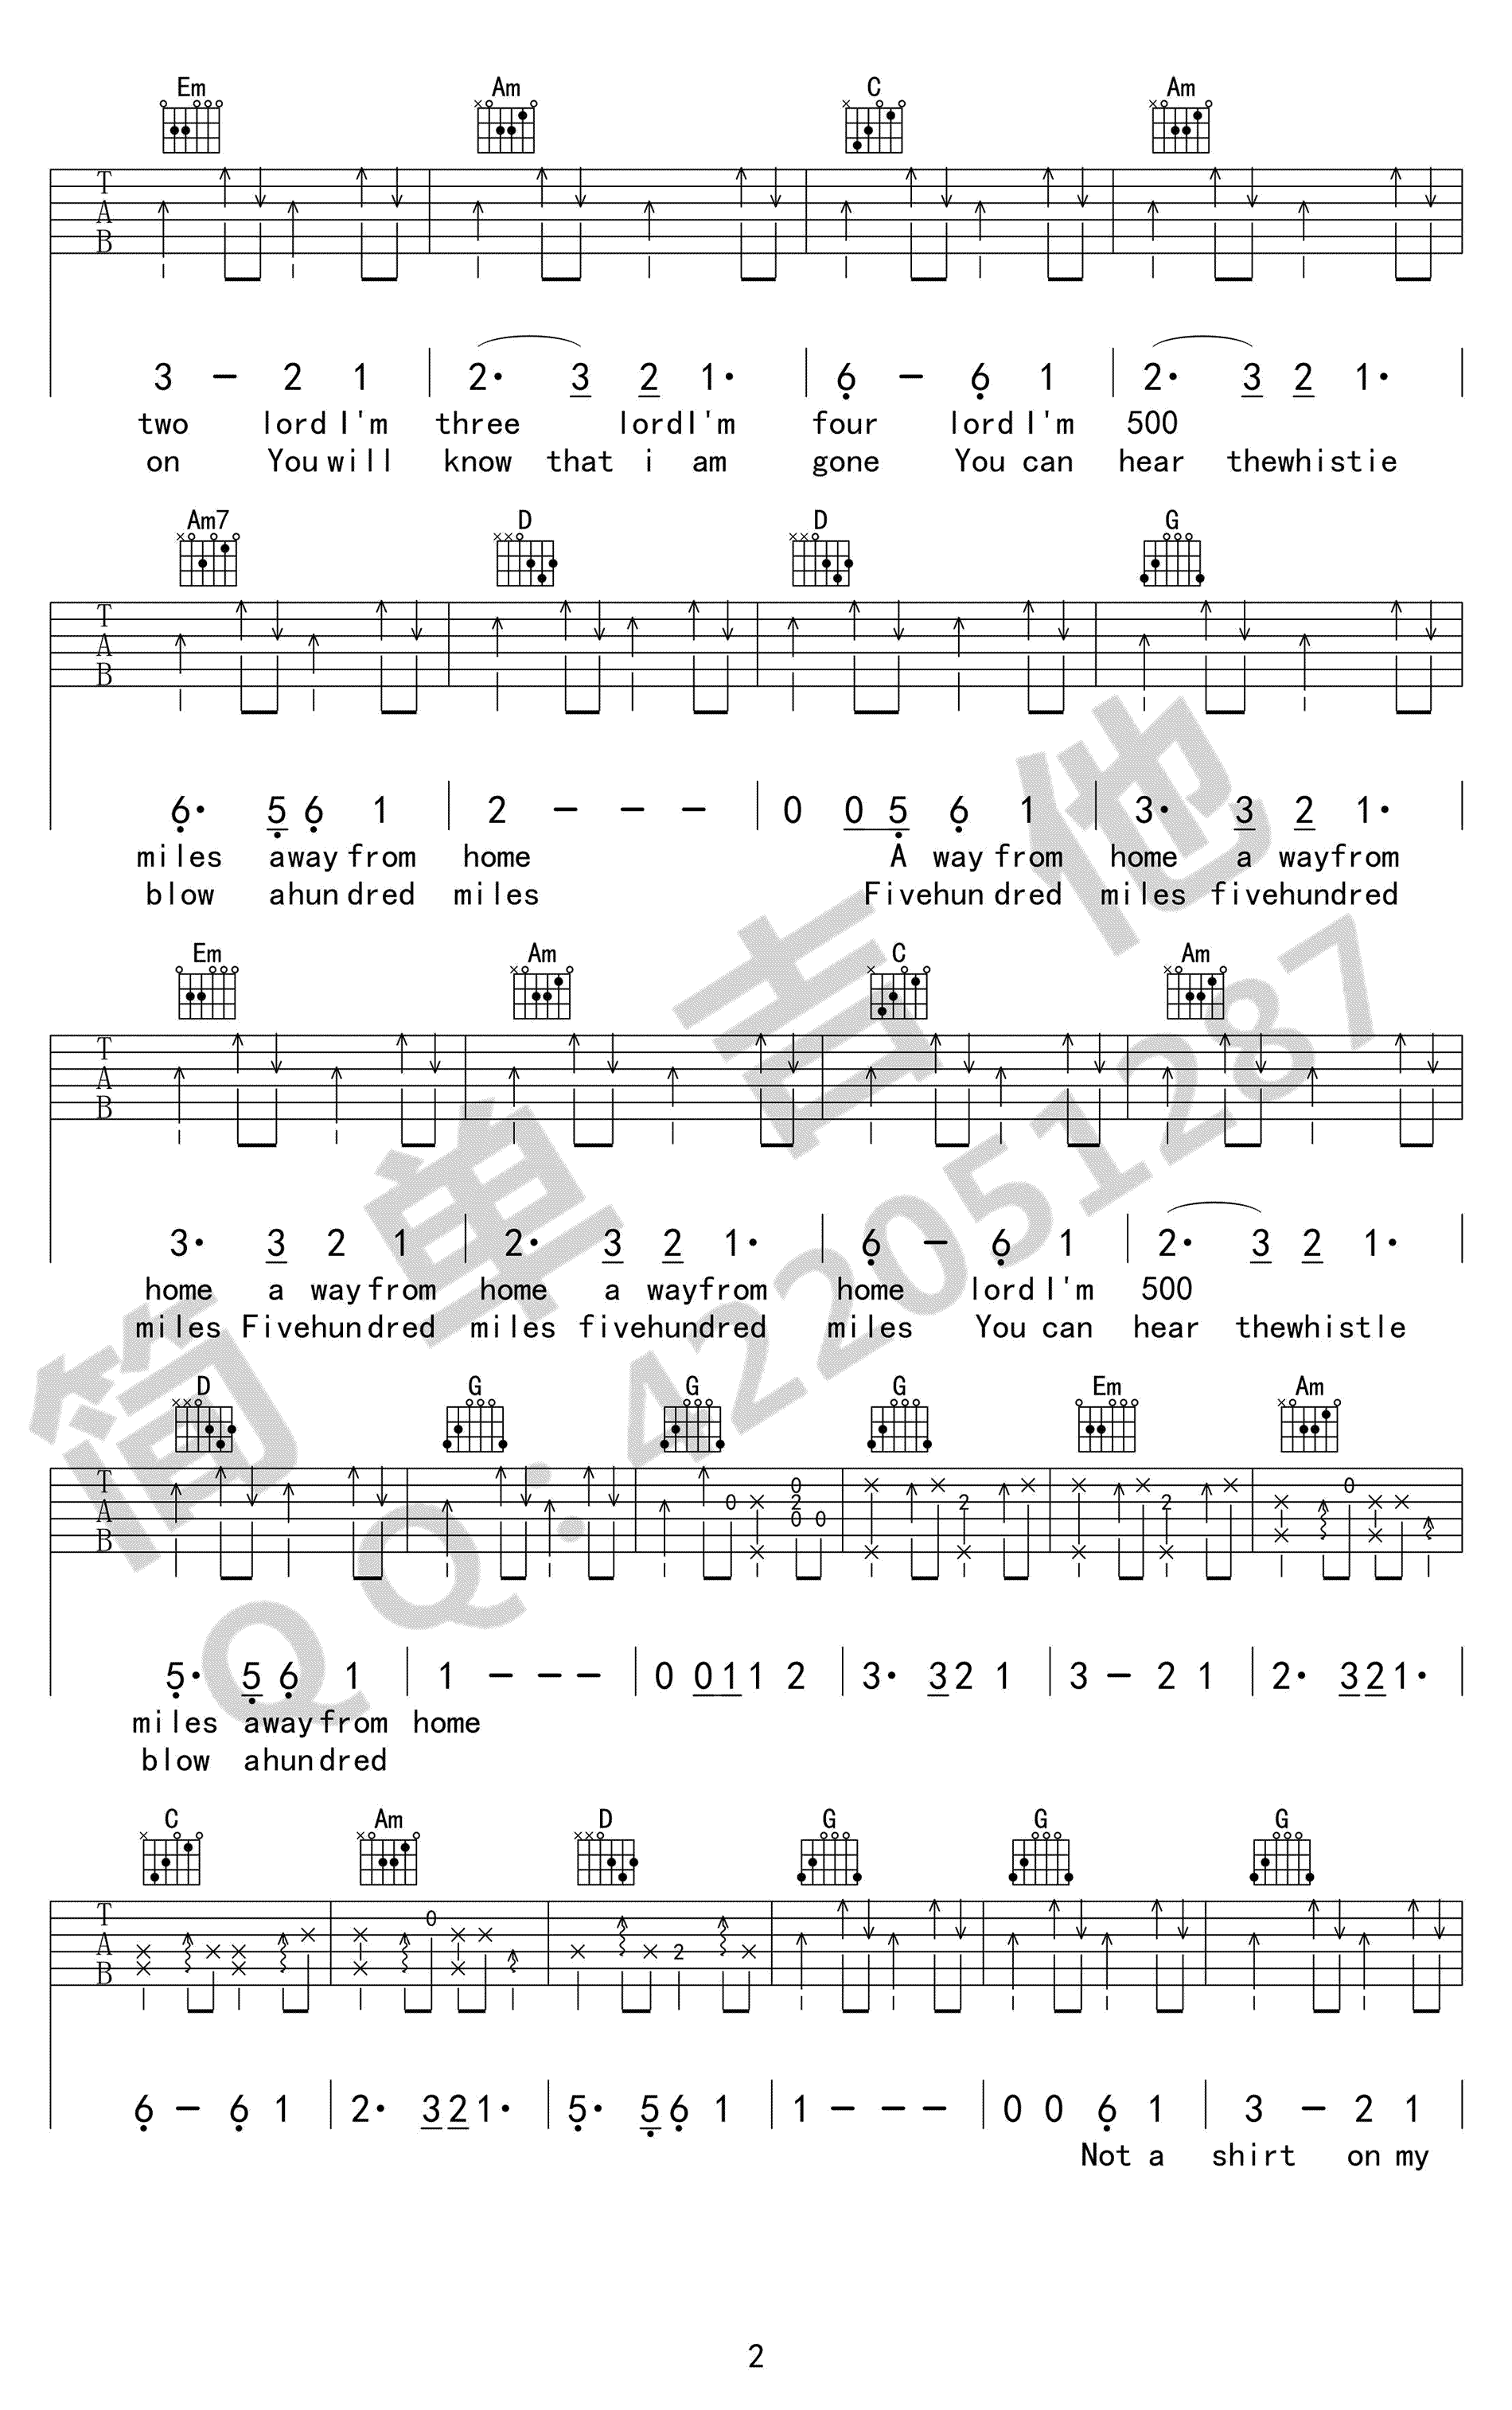 Em Am C Am
T
A
B
3 - 2 1 | 2· 3 2 1· | 6 - 6 1 | 2· 3 2 1·
two lord I'm three lord I'm four lord I'm 500
on You will know that i am gone You can hear thewhistie
Am7 D D G
T
A
B
6· 5 6 1 | 2 - - - | 0 0 5 6 1 | 3· 3 2 1·
miles away from home A way from home a wayfrom
blow ahundred miles Fivehundred miles fivehundred
Em Am C Am
T
A
B
3· 3 2 1 | 2· 3 2 1· | 6 - 6 1 | 2· 3 2 1·
home a way from home a wayfrom home lord I'm 500
miles Fivehundred miles fivehundred miles You can hear thewhistle
D G G G Em Am
T
A
B
0 0 2 0 0 2 2 0
5· 5 6 1 | 1 - - - | 0 0 1 1 2 | 3· 3 2 1 | 3 - 2 1 | 2· 3 2 1·
miles away from home
blow ahundred
C Am D G G G
T
A
B
0 2
6 - 6 1 | 2· 3 2 1· | 5· 5 6 1 | 1 - - - | 0 0 6 1 | 3 - 2 1
Not a shirt on my
简单吉他
QQ:422051287
2